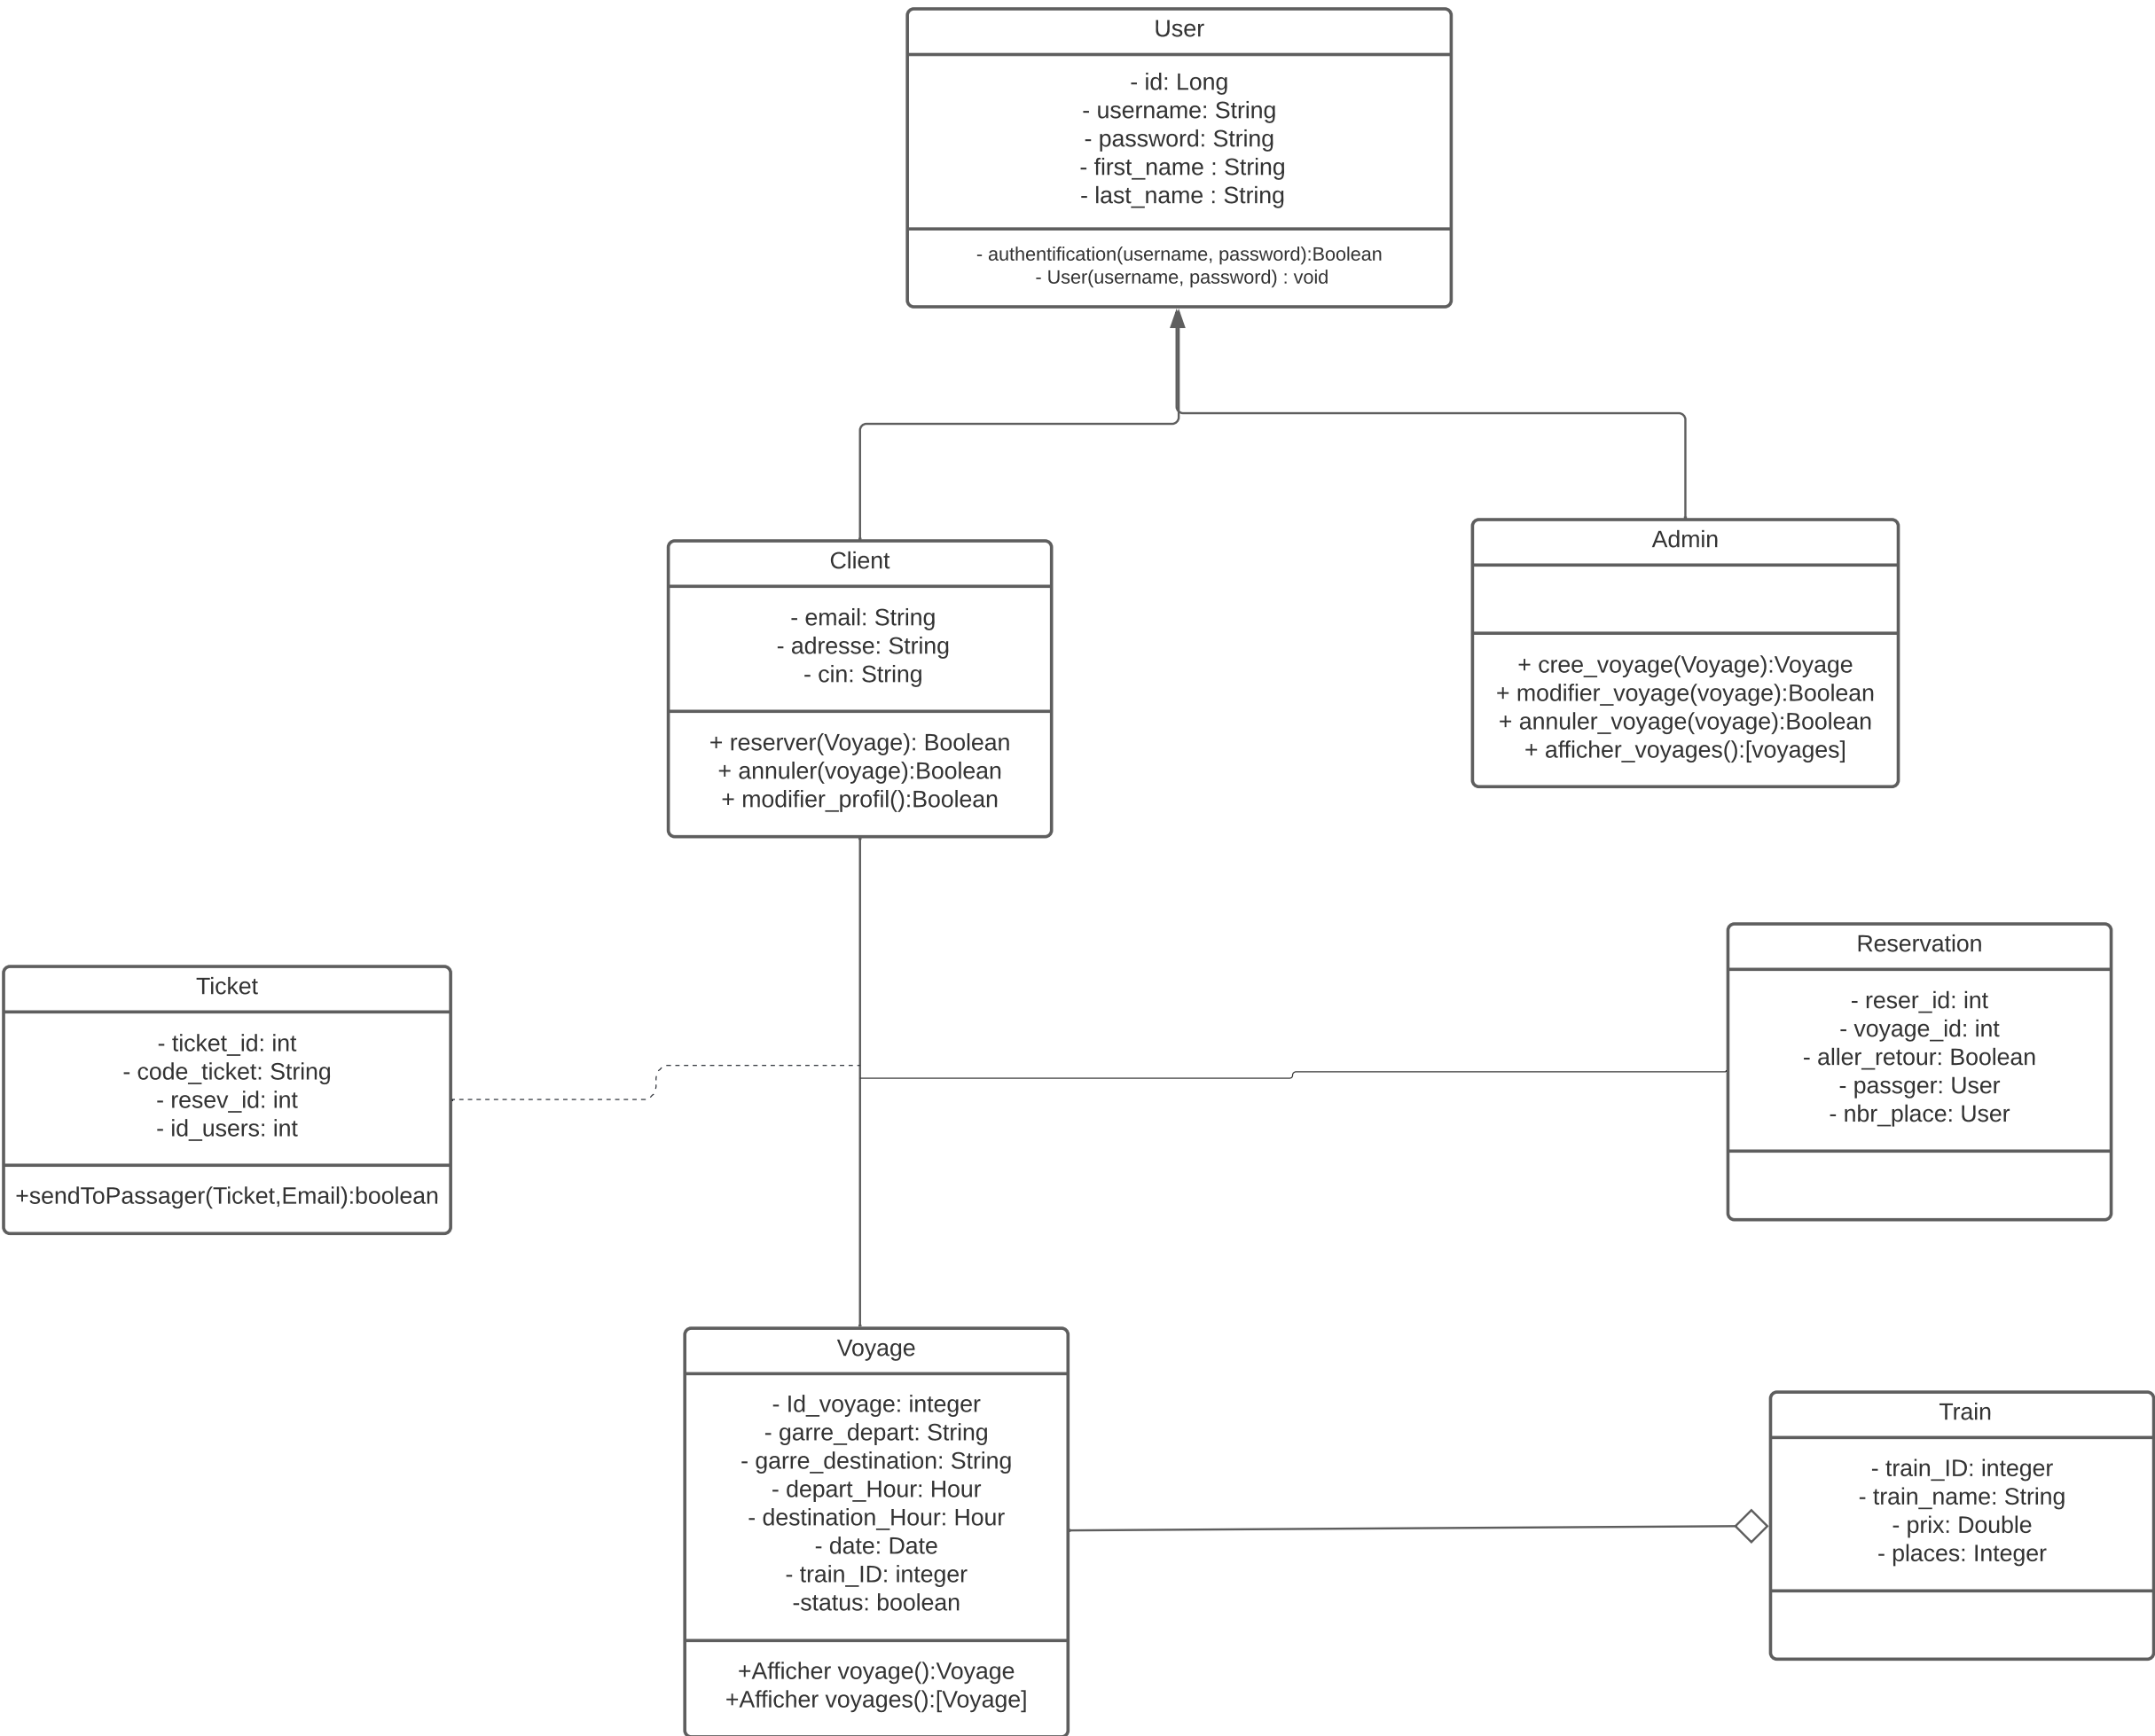 User
- id: Long
- username: String
- password: String
- first_name : String
- last_name : String
- authentification(username, password):Boolean
- User(username, password) : void
Client
- email: String
- adresse: String
- cin: String
+ reserver(Voyage): Boolean
+ annuler(voyage):Boolean
+ modifier_profil():Boolean
Admin
+ cree_voyage(Voyage):Voyage
+ modifier_voyage(voyage):Boolean
+ annuler_voyage(voyage):Boolean
+ afficher_voyages():[voyages]
Ticket
- ticket_id: int
- code_ticket: String
- resev_id: int
- id_users: int
+sendToPassager(Ticket,Email):boolean
Reservation
- reser_id: int
- voyage_id: int
- aller_retour: Boolean
- passger: User
- nbr_place: User
Voyage
- Id_voyage: integer
- garre_depart: String
- garre_destination: String
- depart_Hour: Hour
- destination_Hour: Hour
- date: Date
- train_ID: integer
-status: boolean
+Afficher voyage():Voyage
+Afficher voyages():[Voyage]
Train
- train_ID: integer
- train_name: String
- prix: Double
- places: Integer